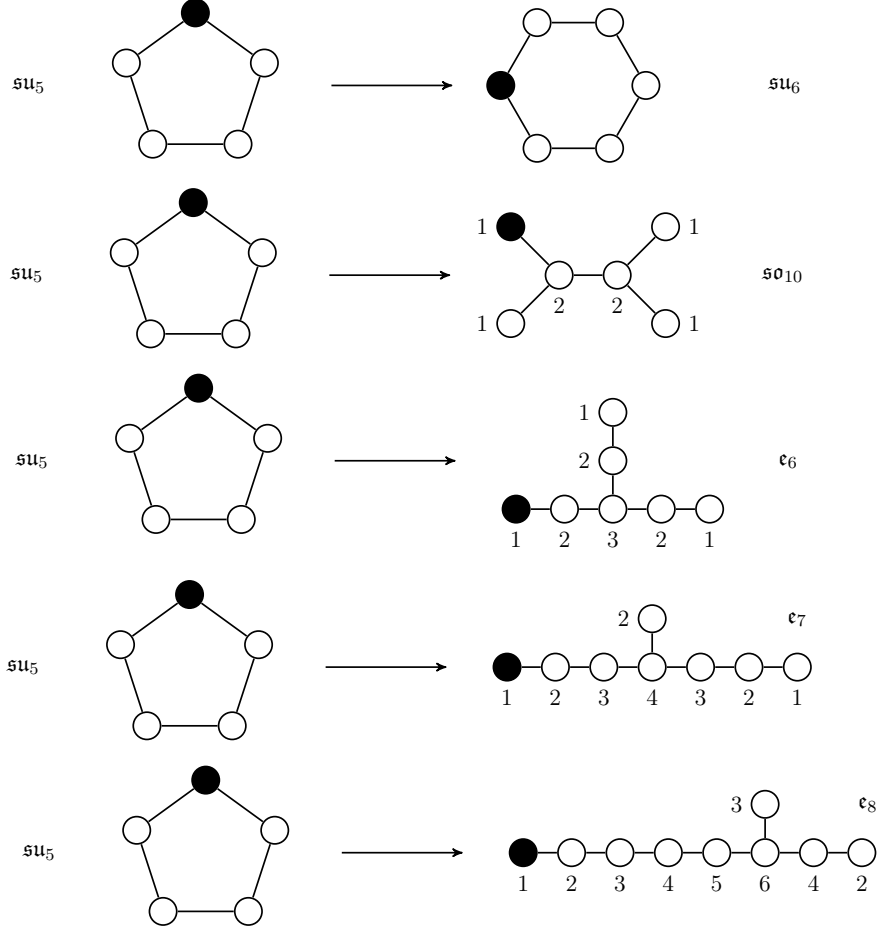 𝔰𝔲₅ 𝔰𝔲₆
1 1
𝔰𝔲₅ 𝔰𝔬₁₀
2 2
1 1
1
𝔰𝔲₅ 2 𝔢₆
1 2 3 2 1
2 𝔢₇
𝔰𝔲₅
1 2 3 4 3 2 1
3 𝔢₈
𝔰𝔲₅
1 2 3 4 5 6 4 2